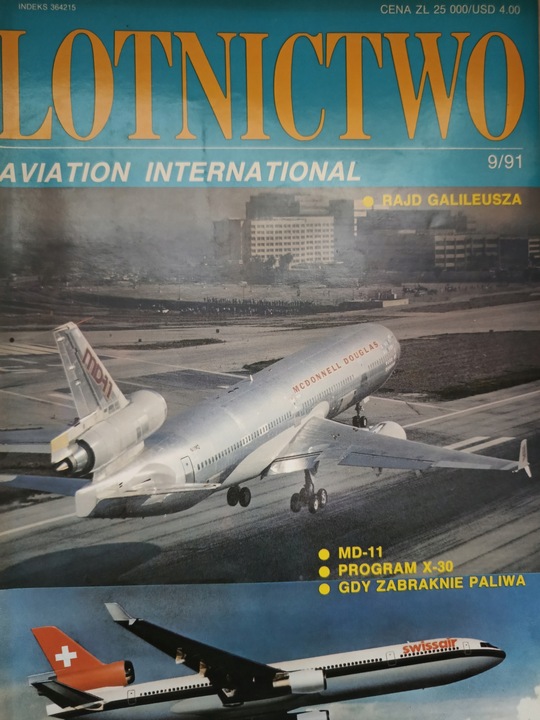 INDEKS 364215
CENA ZŁ 25 000/USD 4.00
LOTNICTWO
AVIATION INTERNATIONAL
9/91
RAJD GALILEUSZA
MD-11
MCDONNELL DOUGLAS
MD-11
PROGRAM X-30
GDY ZABRAKNIE PALIWA
swissair